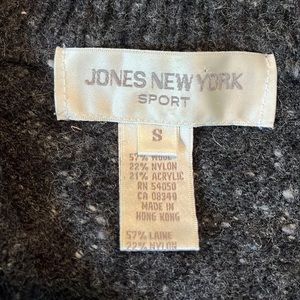 JONES NEW YORK
SPORT
S
57% WOOL
22% NYLON
21% ACRYLIC
RN 54050
CA 08340
MADE IN
HONG KONG
57% LAINE
22% NYLON